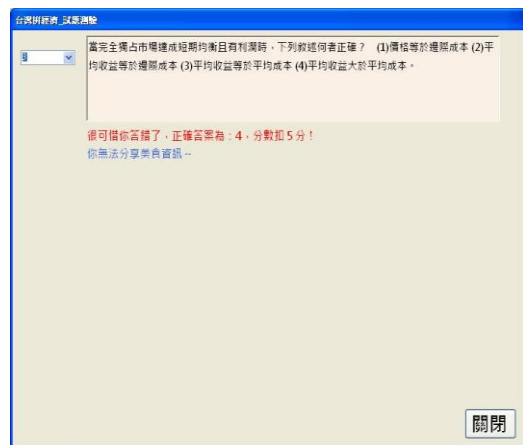 台灣拼經濟_試題測驗
當完全獨占市場達成短期均衡且有利潤時，下列敘述何者正確？ (1)價格等於邊際成本 (2)平
均收益等於邊際成本 (3)平均收益等於平均成本 (4)平均收益大於平均成本。
很可惜你答錯了，正確答案為：4，分數扣5分！
你無法分享美食資訊~
關閉